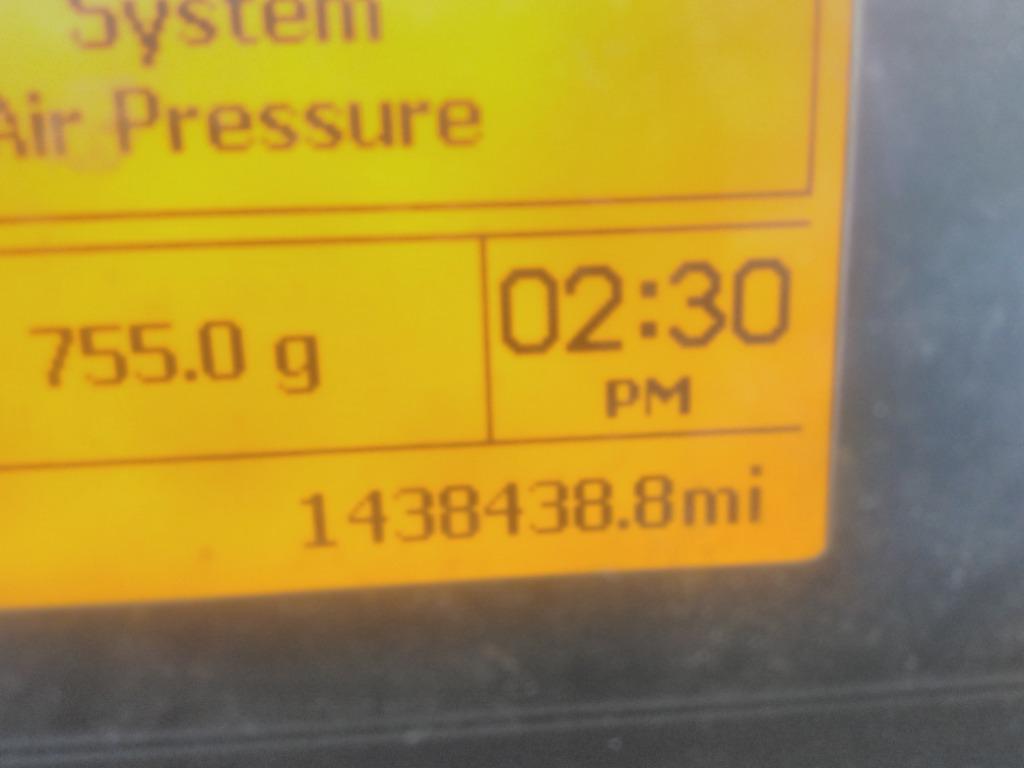 System
Air Pressure
755.0 g
02:30
PM
1438438.8mi